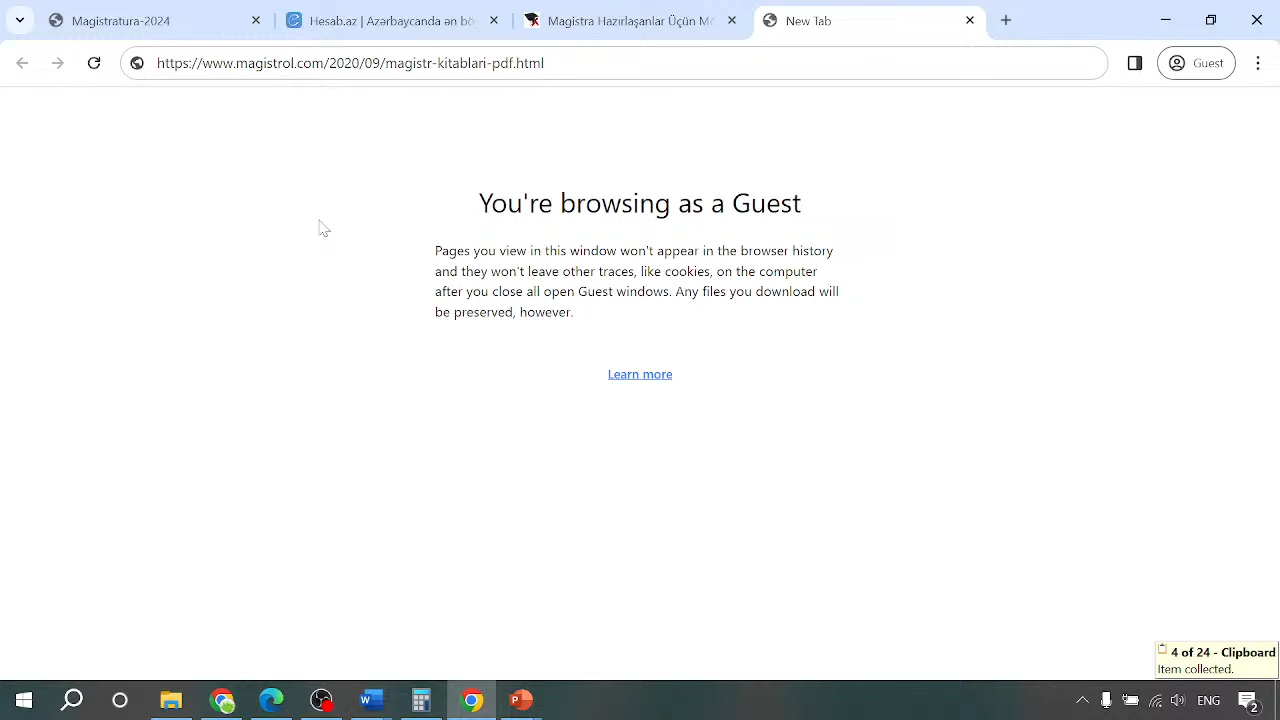 Magistratura-2024
Hesab.az | Azərbaycanda ən bö
Magistra Hazırlaşanlar Üçün Mo
New Tab
https://www.magistrol.com/2020/09/magistr-kitablari-pdf.html
Guest
You're browsing as a Guest
Pages you view in this window won't appear in the browser history
and they won't leave other traces, like cookies, on the computer
after you close all open Guest windows. Any files you download will
be preserved, however.
Learn more
4 of 24 - Clipboard
Item collected.
ENG
2